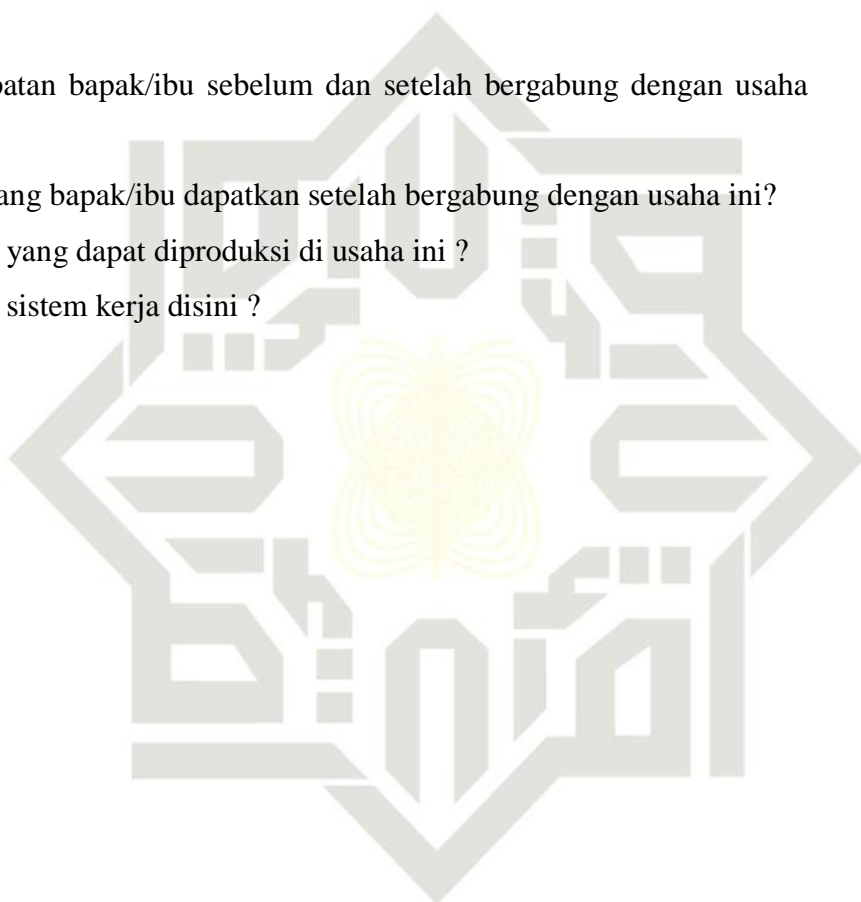 patan bapak/ibu sebelum dan setelah bergabung dengan usaha
ang bapak/ibu dapatkan setelah bergabung dengan usaha ini?
yang dapat diproduksi di usaha ini ?
sistem kerja disini ?